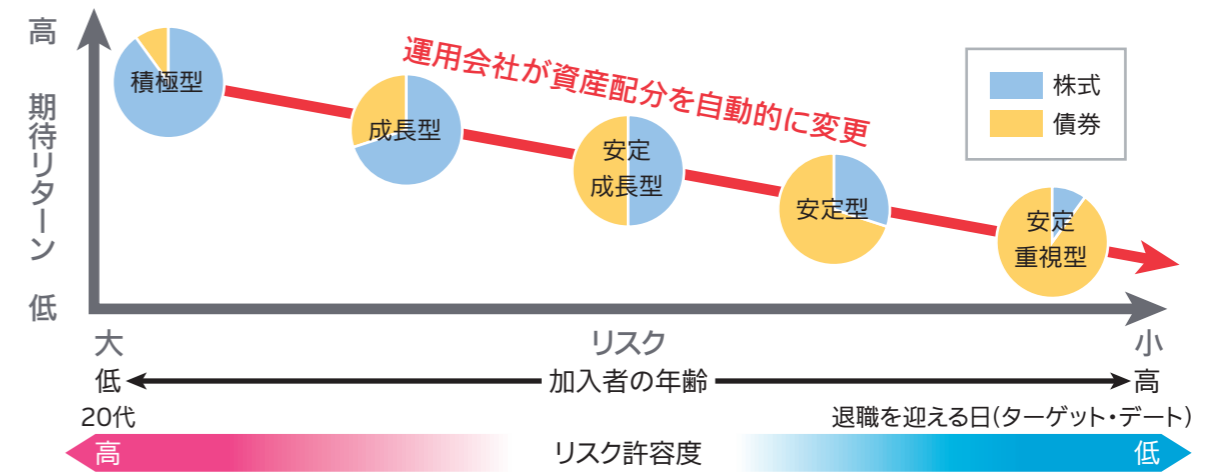 高
期待リターン
低
積極型
成長型
安定
成長型
安定型
安定
重視型
運用会社が資産配分を自動的に変更
株式
債券
大
リスク
小
低
加入者の年齢
高
20代
退職を迎える日(ターゲット・デート)
高
リスク許容度
低